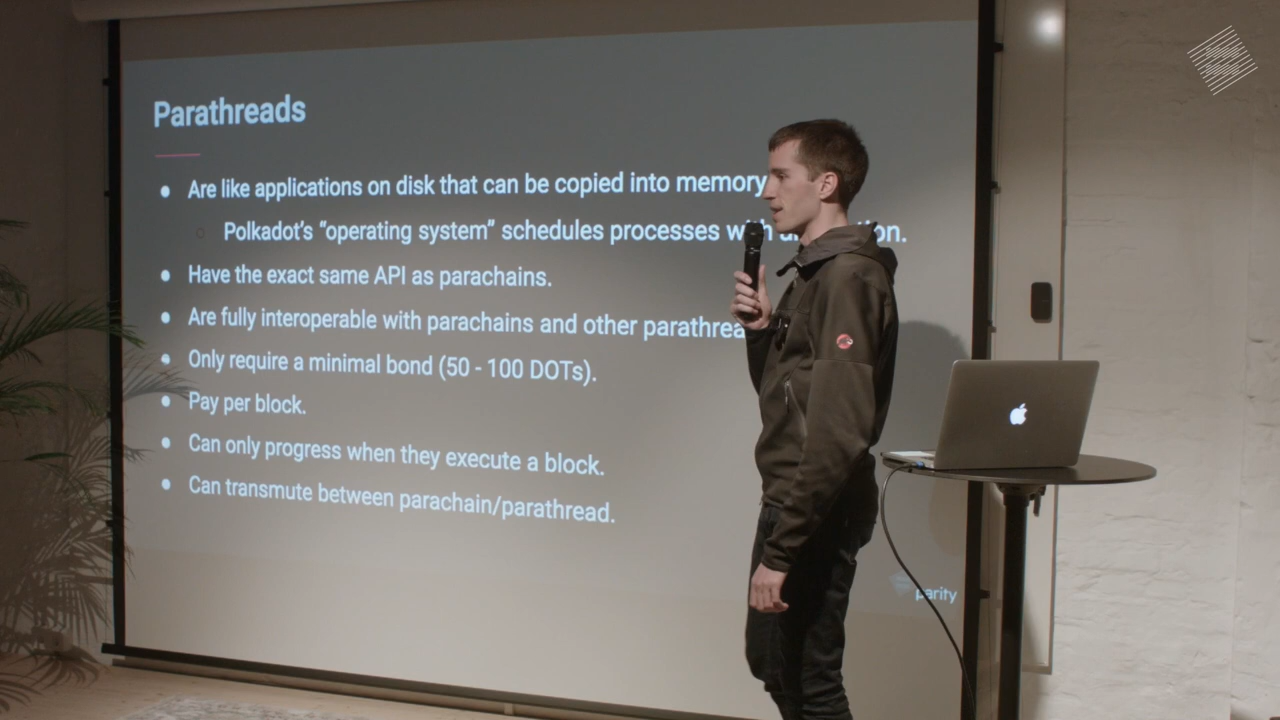 Parathreads
● Are like applications on disk that can be copied into memory
○ Polkadot's "operating system" schedules processes with
● Have the exact same API as parachains.
● Are fully interoperable with parachains and other
● Only require a minimal bond (50 - 100 DOTs).
● Pay per block.
● Can only progress when they execute a block.
● Can transmute between parachain/parathread.
parity